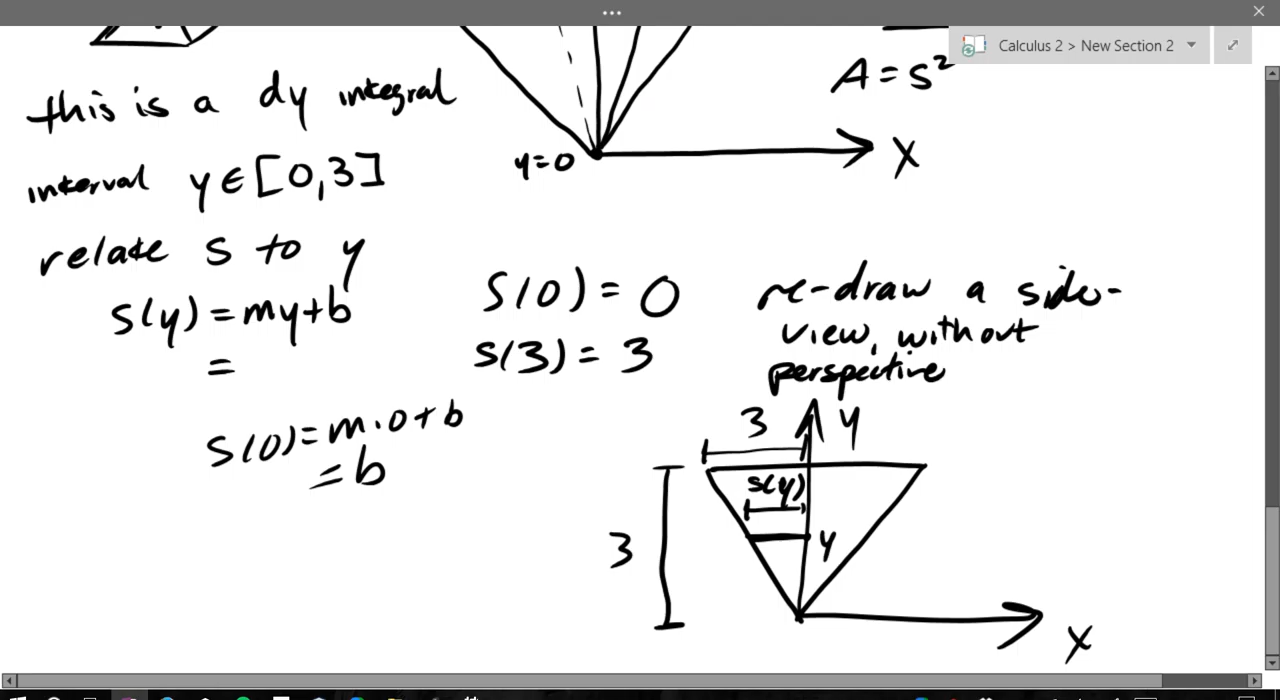 Calculus 2 > New Section 2
A = S²
this is a dy integral
interval y ∈ [0,3]
y=0
X
relate s to y
s(y) = my+b
=
S(0) = 0
s(3) = 3
re-draw a side-
view, without
perspective
s(0) = m·0+b
= b
3
Y
s(y)
3
y
X